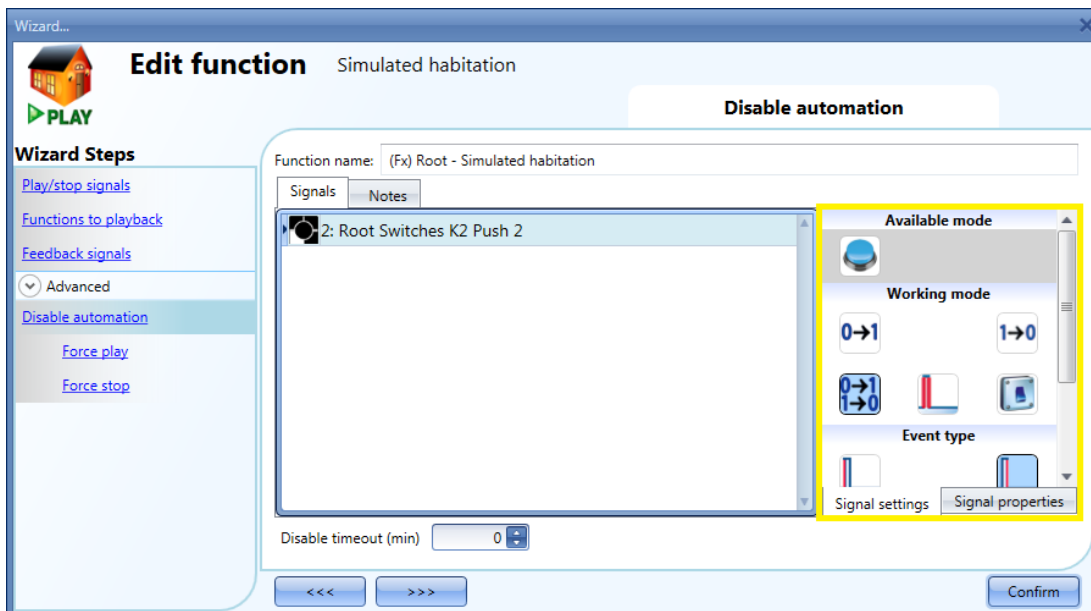 Wizard...
Edit function Simulated habitation
PLAY
Disable automation
Wizard Steps
Play/stop signals
Functions to playback
Feedback signals
Advanced
Disable automation
Force play
Force stop
Function name: (Fx) Root - Simulated habitation
Signals Notes
2: Root Switches K2 Push 2
Available mode
Working mode
0→1 1→0
0→1
1→0
Event type
Signal settings Signal properties
Disable timeout (min) 0
<<< >>> Confirm